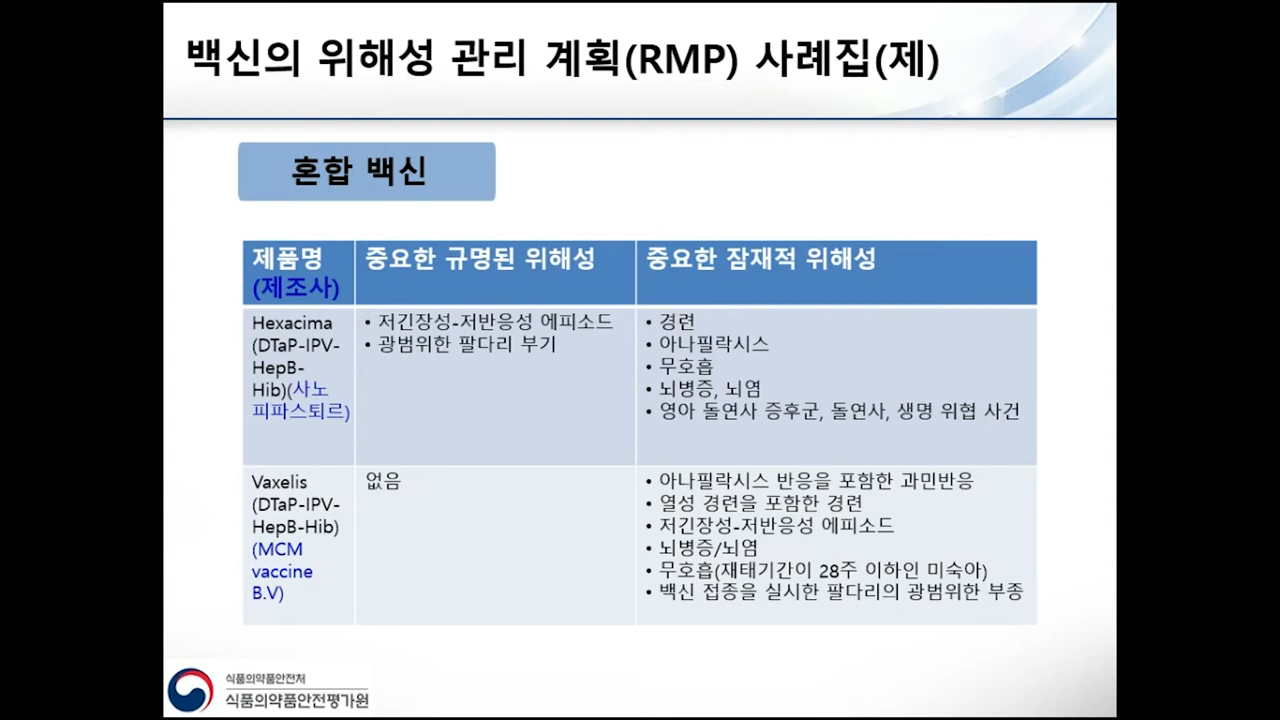 백신의 위해성 관리 계획(RMP) 사례집(제)
혼합 백신
제품명
(제조사)
중요한 규명된 위해성
중요한 잠재적 위해성
Hexacima
(DTaP-IPV-
HepB-
Hib)(사노
피파스퇴르)
• 저긴장성-저반응성 에피소드
• 광범위한 팔다리 부기
• 경련
• 아나필락시스
• 무호흡
• 뇌병증, 뇌염
• 영아 돌연사 증후군, 돌연사, 생명 위협 사건
Vaxelis
(DTaP-IPV-
HepB-Hib)
(MCM
vaccine
B.V)
없음
• 아나필락시스 반응을 포함한 과민반응
• 열성 경련을 포함한 경련
• 저긴장성-저반응성 에피소드
• 뇌병증/뇌염
• 무호흡(재태기간이 28주 이하인 미숙아)
• 백신 접종을 실시한 팔다리의 광범위한 부종
식품의약품안전처
식품의약품안전평가원